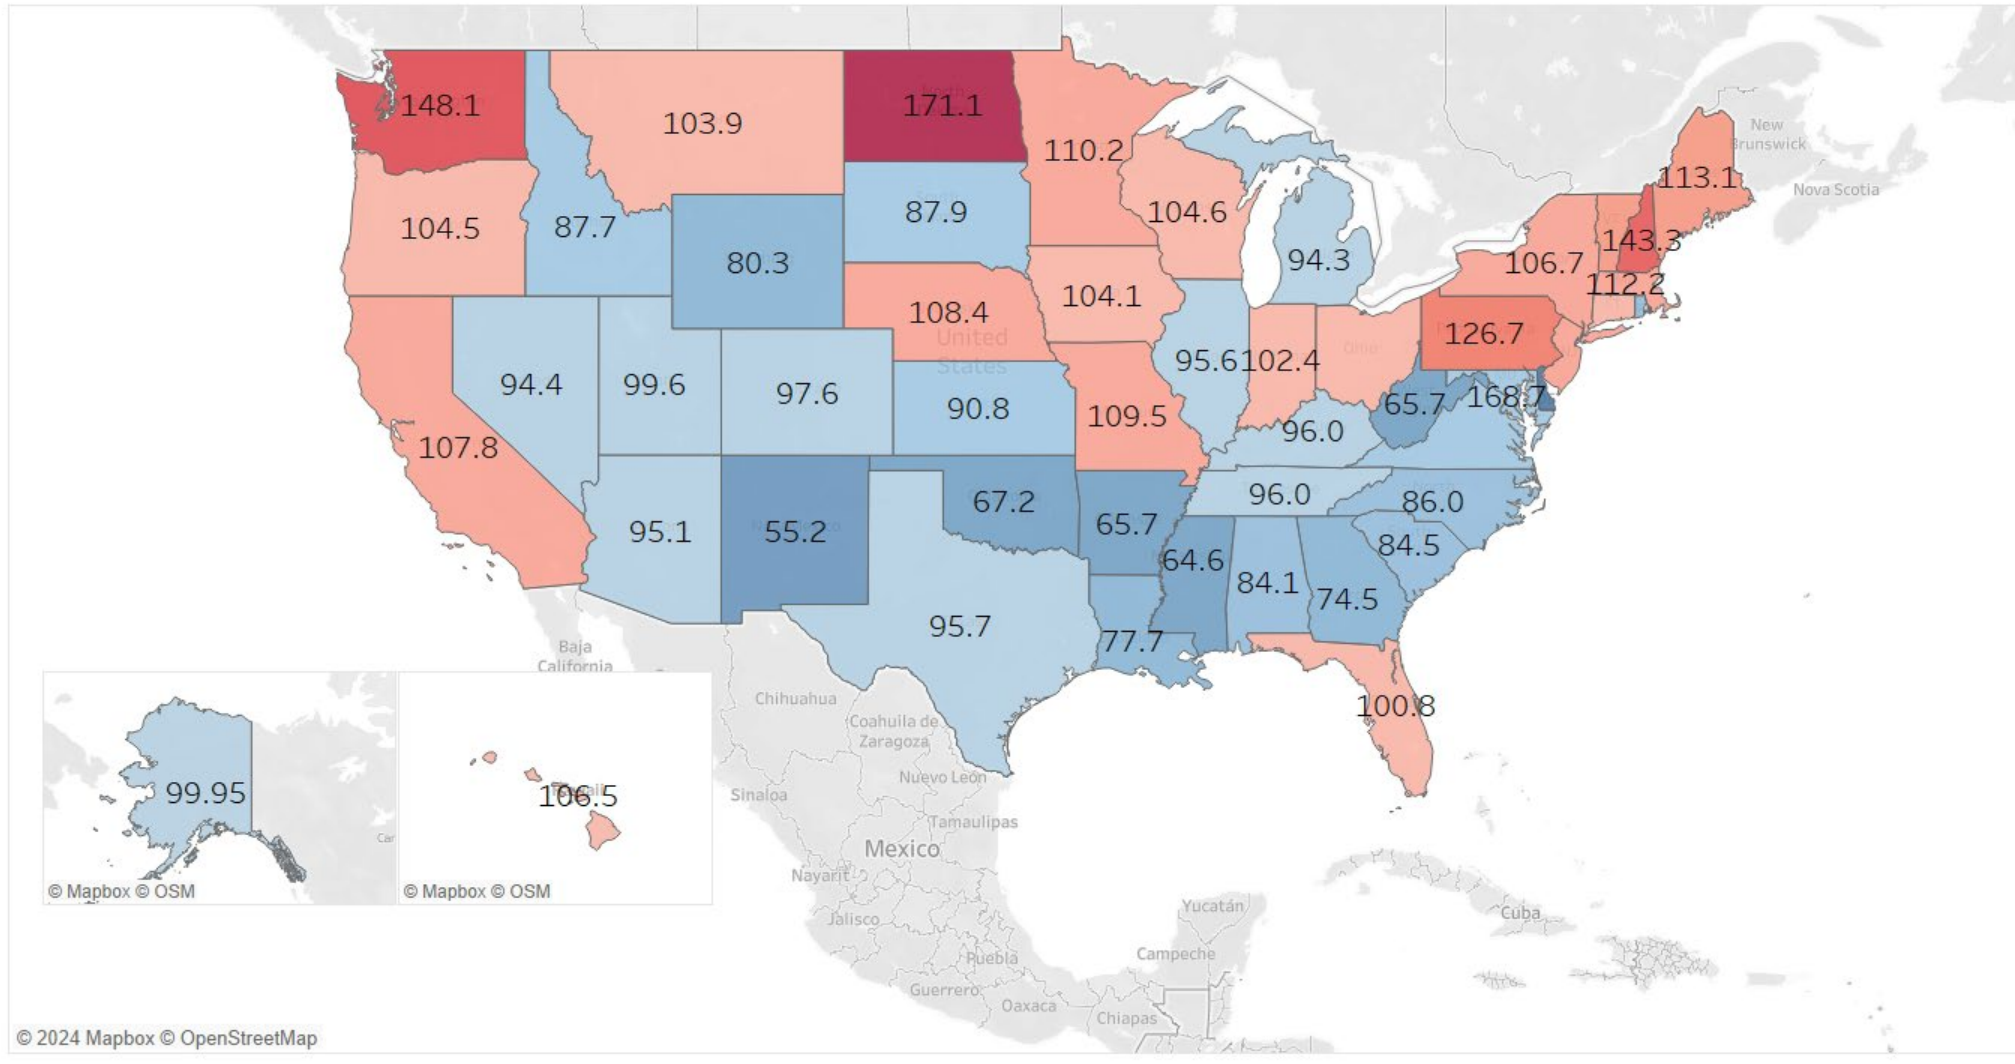 148.1
103.9
171.1
110.2
New
Brunswick
113.1
Nova Scotia
104.5
87.7
87.9
104.6
80.3
94.3
143.3
106.7
112.2
104.1
108.4
United
States
126.7
94.4
99.6
97.6
90.8
95.6
102.4
Ohio
107.8
109.5
96.0
65.7
168.7
95.1
55.2
67.2
65.7
96.0
86.0
64.6
84.1
74.5
84.5
95.7
77.7
100.8
Baja
California
Chihuahua
Coahuila de
Zaragoza
Nuevo León
Sinaloa
Tamaulipas
Mexico
Nayarit
Jalisco
Yucatán
Cuba
Campeche
Puebla
Guerrero
Oaxaca
Chiapas
99.95
Car
© Mapbox © OSM
106.5
© Mapbox © OSM
© 2024 Mapbox © OpenStreetMap